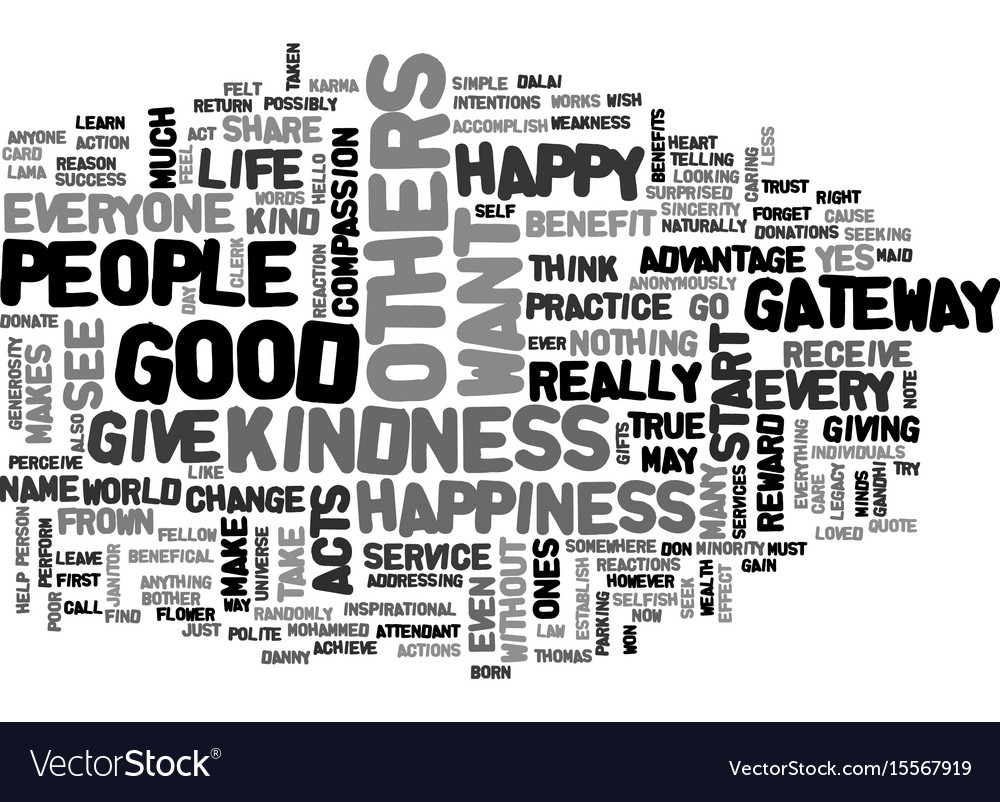 TAKEN
OTHERS
FELT
KARMA
SIMPLE
DALAI
RETURN
POSSIBLY
INTENTIONS
WORKS
WISH
MUCH
LEARN
ACT
SHARE
COMPASSION
ACCOMPLISH
WEAKNESS
BENEFITS
ANYONE
ACTION
HEART
LESS
CARD
REASON
FEEL
LIFE
HELLO
HAPPY
TELLING
CARING
LAMA
SUCCESS
LOOKING
TRUST
WORDS
SURPRISED
RIGHT
EVERYONE
KIND
SELF
BENEFIT
SINCERITY
FORGET
CAUSE
NATURALLY
DONATIONS
SEEKING
WANT
PEOPLE
CLERK
REACTION
THINK
ADVANTAGE
YES
MAID
DAY
ANONYMOUSLY
GATEWAY
PRACTICE
GO
DONATE
SEE
GOOD
EVER
NOTHING
START
RECEIVE
GENEROSITY
MAKES
REALLY
EVERY
NOTE
ALSO
GIVE
KINDNESS
GIFTS
TRUE
REWARD
GIVING
PERCEIVE
LIKE
MAY
EVERYTHING
INDIVIDUALS
TRY
NAME
WORLD
CHANGE
ACTS
HAPPINESS
MANY
SERVICES
CARE
LEGACY
MINDS
GANDHI
HELP PERSON
FROWN
MAKE
TAKE
FELLOW
LOVED
QUOTE
POOR
PERFORM
LEAVE
JANITOR
BENEFICAL
UNIVERSE
SERVICE
WITHOUT
ONES
SOMEWHERE
DON
MINORITY
MUST
REACTIONS
GAIN
FIRST
ANYTHING
ADDRESSING
EVEN
ESTABLISH
HOWEVER
SEEK
WEALTH
EFFECT
BOTHER
SELFISH
CALL
FIND
FLOWER
WAY
RANDOMLY
INSPIRATIONAL
PARKING
NOW
JUST
POLITE
MOHAMMED
ATTENDANT
LAW
WON
DANNY
ACHIEVE
ACTIONS
THOMAS
BORN
VectorStock®
VectorStock.com/15567919